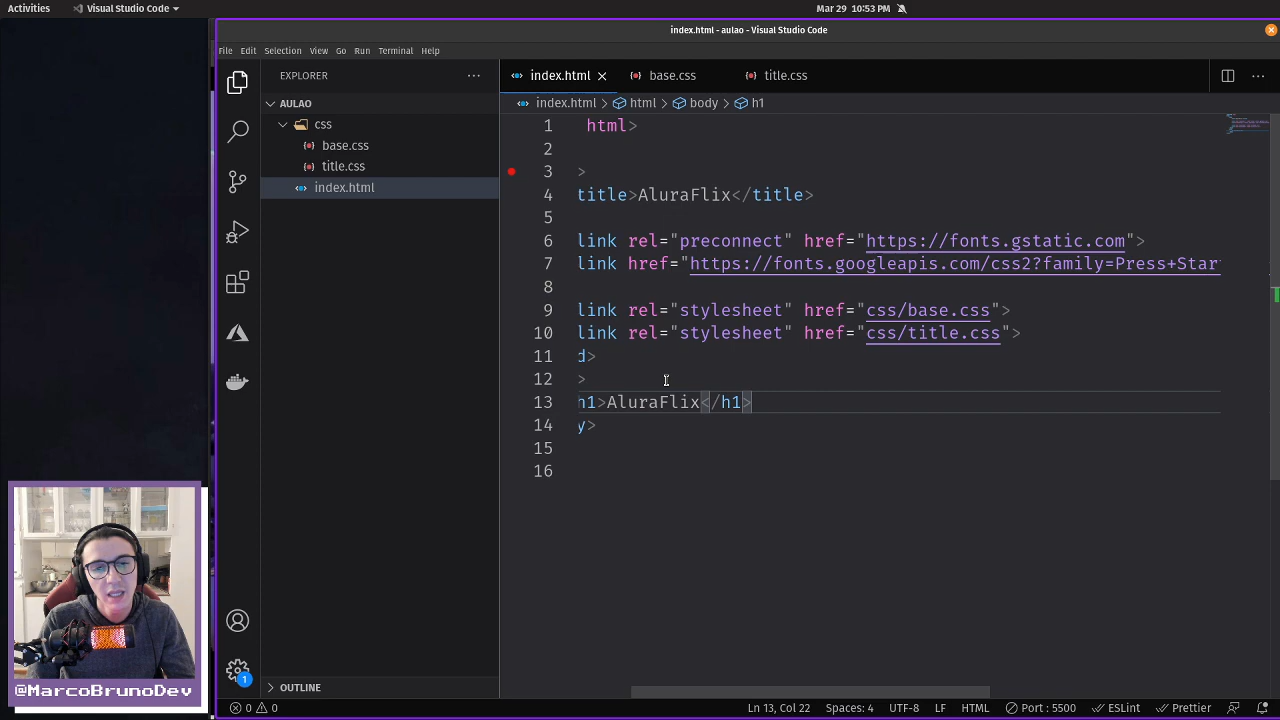 Activities
Visual Studio Code
Mar 29 10:53 PM
index.html - aulao - Visual Studio Code
File Edit Selection View Go Run Terminal Help
EXPLORER
AULAO
css
base.css
title.css
index.html
OUTLINE
index.html
base.css
title.css
index.html > html > body > h1
1 html>
2
3 >
4 title>AluraFlix</title>
5
6 link rel="preconnect" href="https://fonts.gstatic.com">
7 link href="https://fonts.googleapis.com/css2?family=Press+Star
8
9 link rel="stylesheet" href="css/base.css">
10 link rel="stylesheet" href="css/title.css">
11 d>
12 >
13 h1>AluraFlix</h1>
14 y>
15
16
1
@MarcoBrunoDev
0 0
Ln 13, Col 22
Spaces: 4
UTF-8
LF
HTML
Port : 5500
ESLint
Prettier